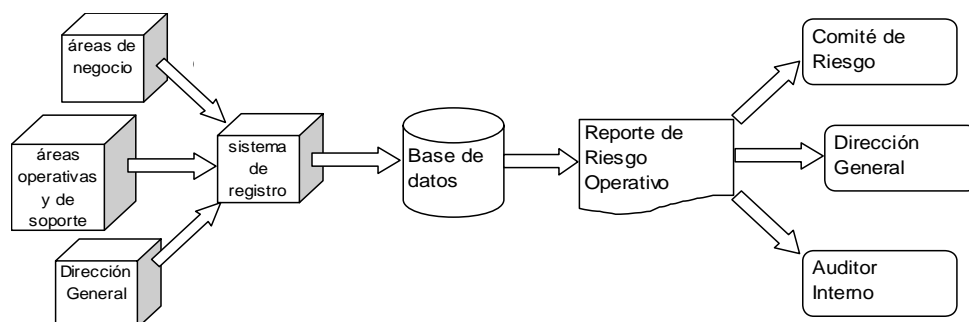 áreas de
negocio
áreas
operativas
y de
soporte
Dirección
General
sistema
de
registro
Base de
datos
Reporte de
Riesgo
Operativo
Comité de
Riesgo
Dirección
General
Auditor
Interno